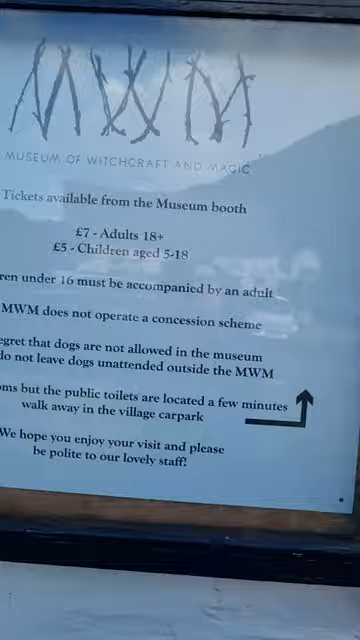 MWM
MUSEUM OF WITCHCRAFT AND MAGIC
Tickets available from the Museum booth
£7 - Adults 18+
£5 - Children aged 5-18
ren under 16 must be accompanied by an adult
MWM does not operate a concession scheme
egret that dogs are not allowed in the museum
do not leave dogs unattended outside the MWM
ms but the public toilets are located a few minutes
walk away in the village carpark
We hope you enjoy your visit and please
be polite to our lovely staff!